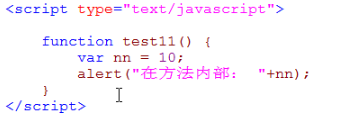 <script type="text/javascript">
function test11() {
var nn = 10;
alert("在方法内部： "+nn);
}
</script>